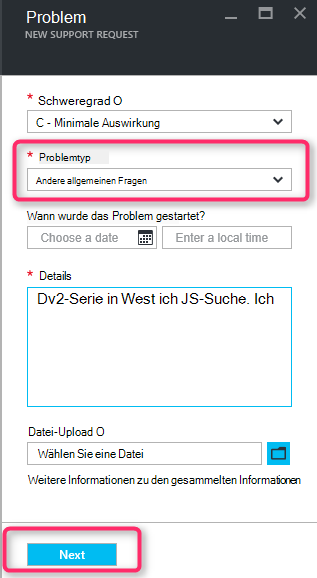 Problem
NEW SUPPORT REQUEST
* Schweregrad O
C - Minimale Auswirkung
* Problemtyp
Andere allgemeinen Fragen
Wann wurde das Problem gestartet?
Choose a date Enter a local time
* Details
Dv2-Serie in West ich JS-Suche. Ich
Datei-Upload O
Wählen Sie eine Datei
Weitere Informationen zu den gesammelten Informationen
Next